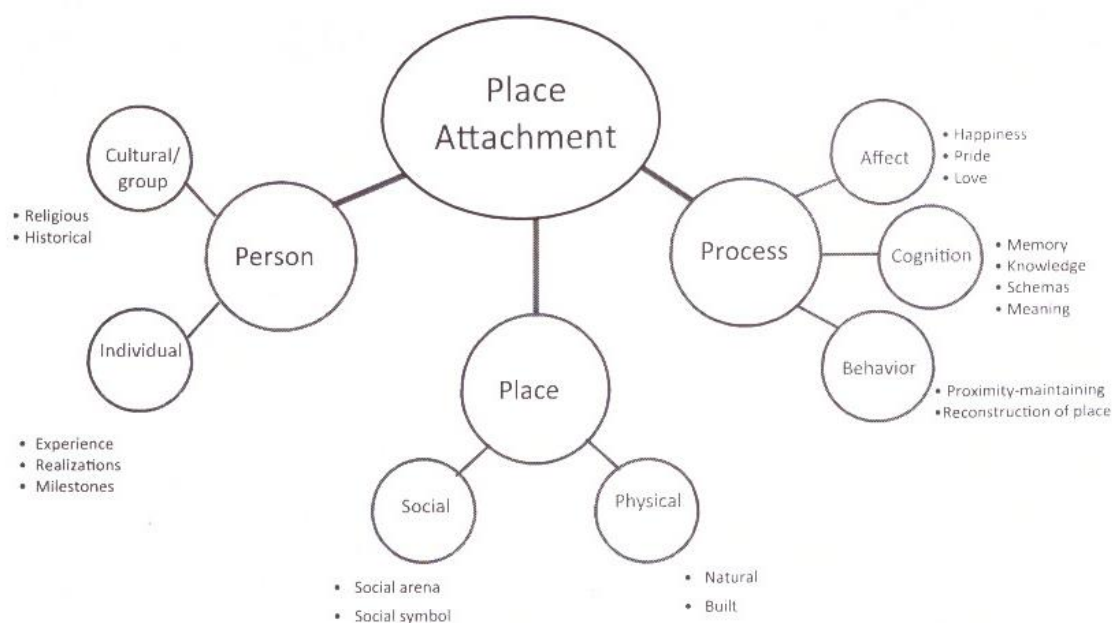 Place
Attachment
Cultural/
group
• Religious
• Historical
Person
Individual
• Experience
• Realizations
• Milestones
Place
Social
• Social arena
• Social symbol
Physical
• Natural
• Built
Process
Affect
• Happiness
• Pride
• Love
Cognition
• Memory
• Knowledge
• Schemas
• Meaning
Behavior
• Proximity-maintaining
•Reconstruction of place